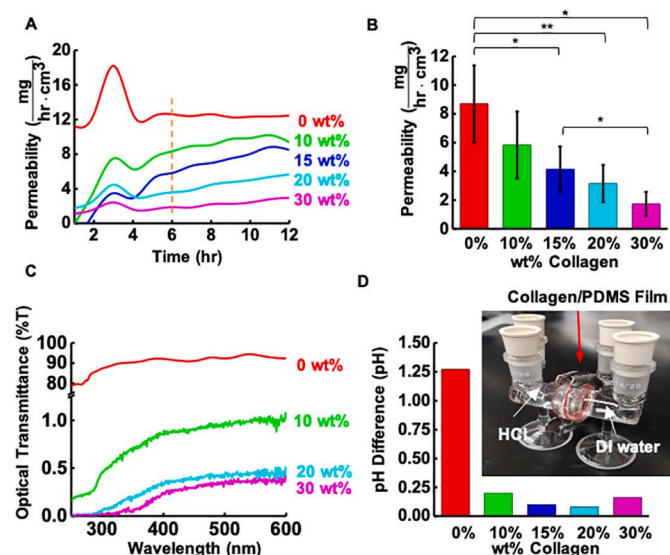 A
Permeability (mg/hr · cm3)
20
16
12
8
4
0
2 4 6 8 10 12
Time (hr)
0 wt%
10 wt%
15 wt%
20 wt%
30 wt%
B
Permeability (mg/hr · cm3)
12
10
8
6
4
2
0
*
**
*
*
0% 10% 15% 20% 30%
wt% Collagen
C
Optical Transmittance (%T)
100
90
80
1.0
0.5
0.0
300 400 500 600
Wavelength (nm)
0 wt%
10 wt%
20 wt%
30 wt%
D
Collagen/PDMS Film
pH Difference (pH)
1.50
1.25
1.00
0.75
0.50
0.25
0.00
HCL
DI water
0% 10% 15% 20% 30%
wt% Collagen